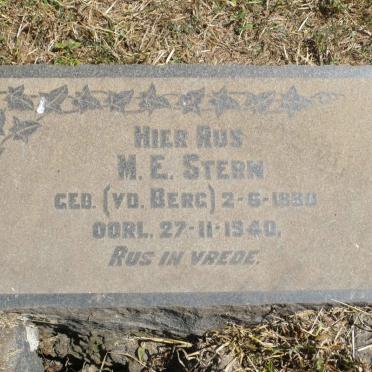 HIER RUS
M. E. STERN
GEB. (VD. BERG) 2-6-1880
OORL. 27-11-1940.
RUS IN VREDE.